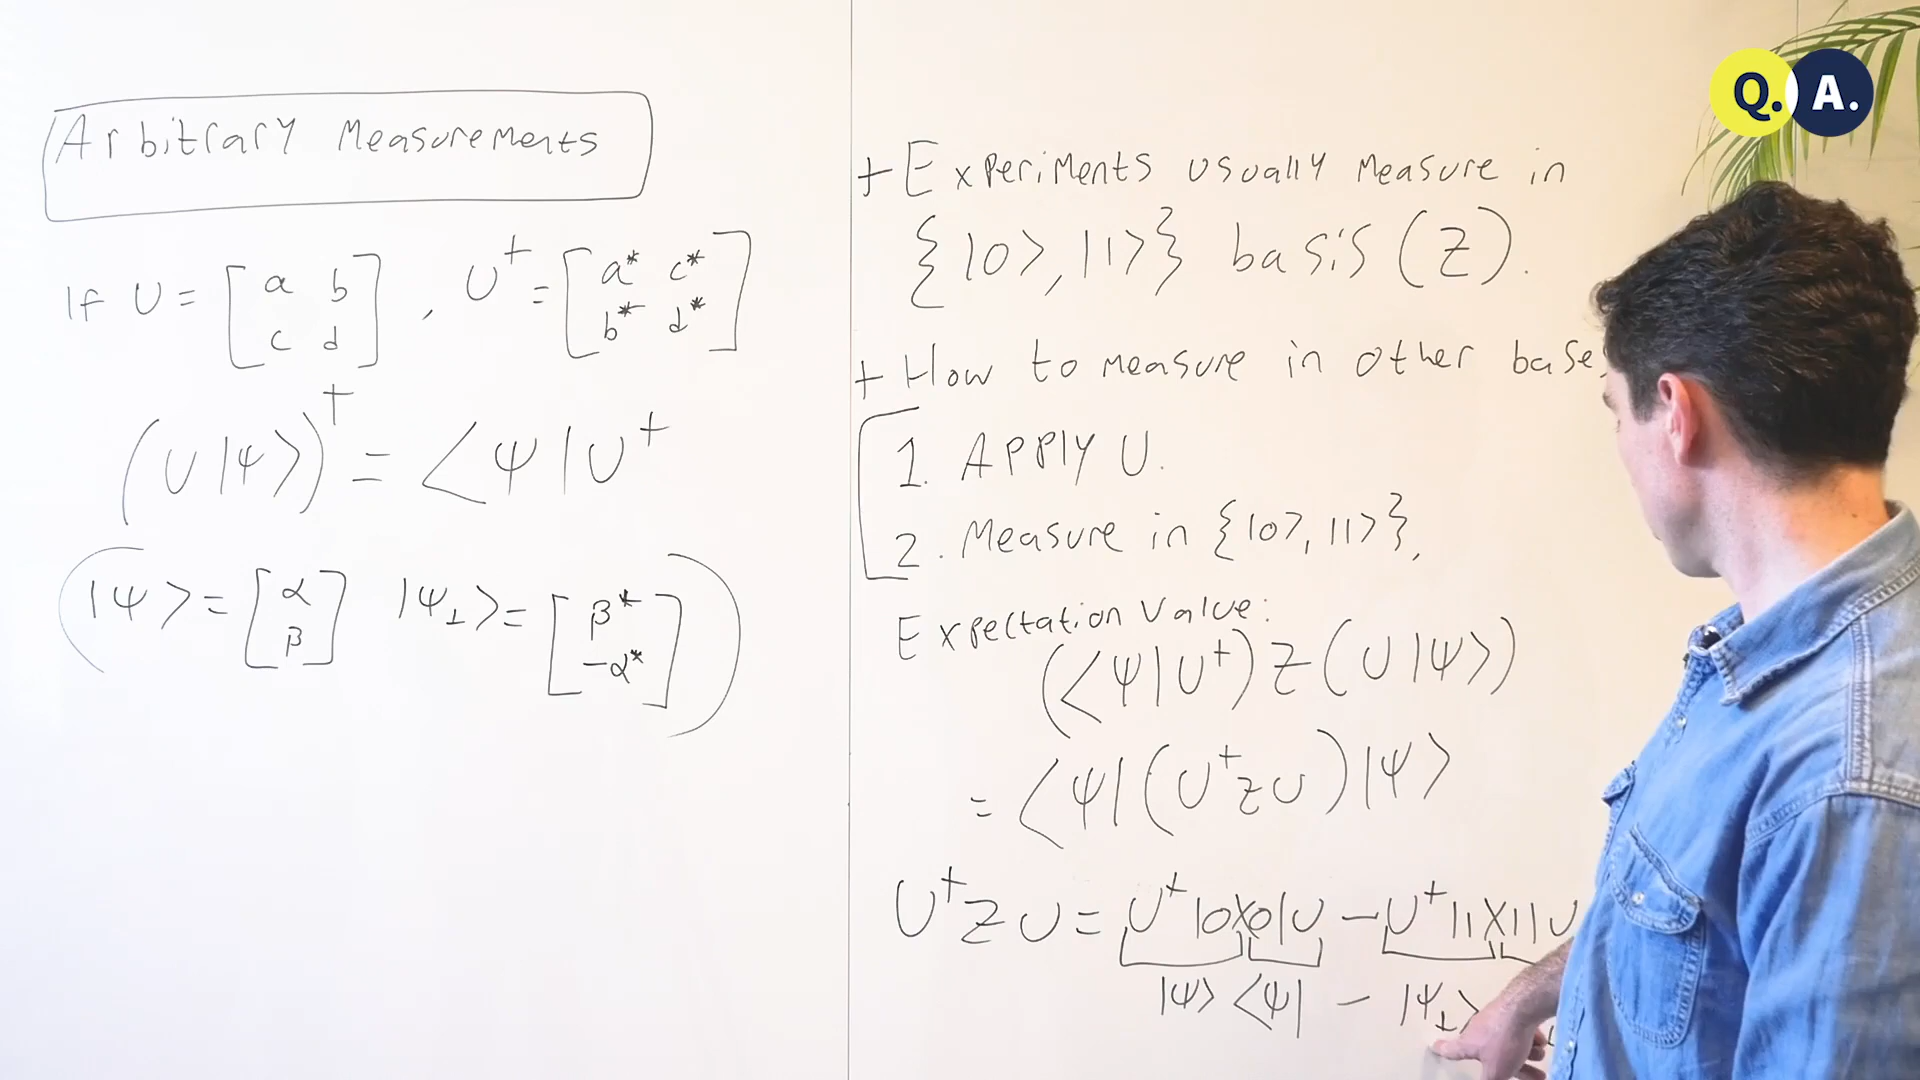 Q. A.
Arbitrary Measurements
If U = [a b
c d], U† = [a* c*
b* d*]
(U|ψ⟩)† = ⟨ψ|U†
(|ψ⟩ = [α
β] |ψ⊥⟩ = [β*
-α*])
+ Experiments usually measure in
{|0⟩, |1⟩} basis (Z).
+ How to measure in other bases
1. APPLY U.
2. Measure in {|0⟩, |1⟩}.
Expectation Value:
(⟨ψ|U†) Z (U|ψ⟩)
= ⟨ψ|(U†ZU)|ψ⟩
U†ZU = U†|0X0|U - U†|1X1|U
|ψ⟩⟨ψ| - |ψ⊥⟩